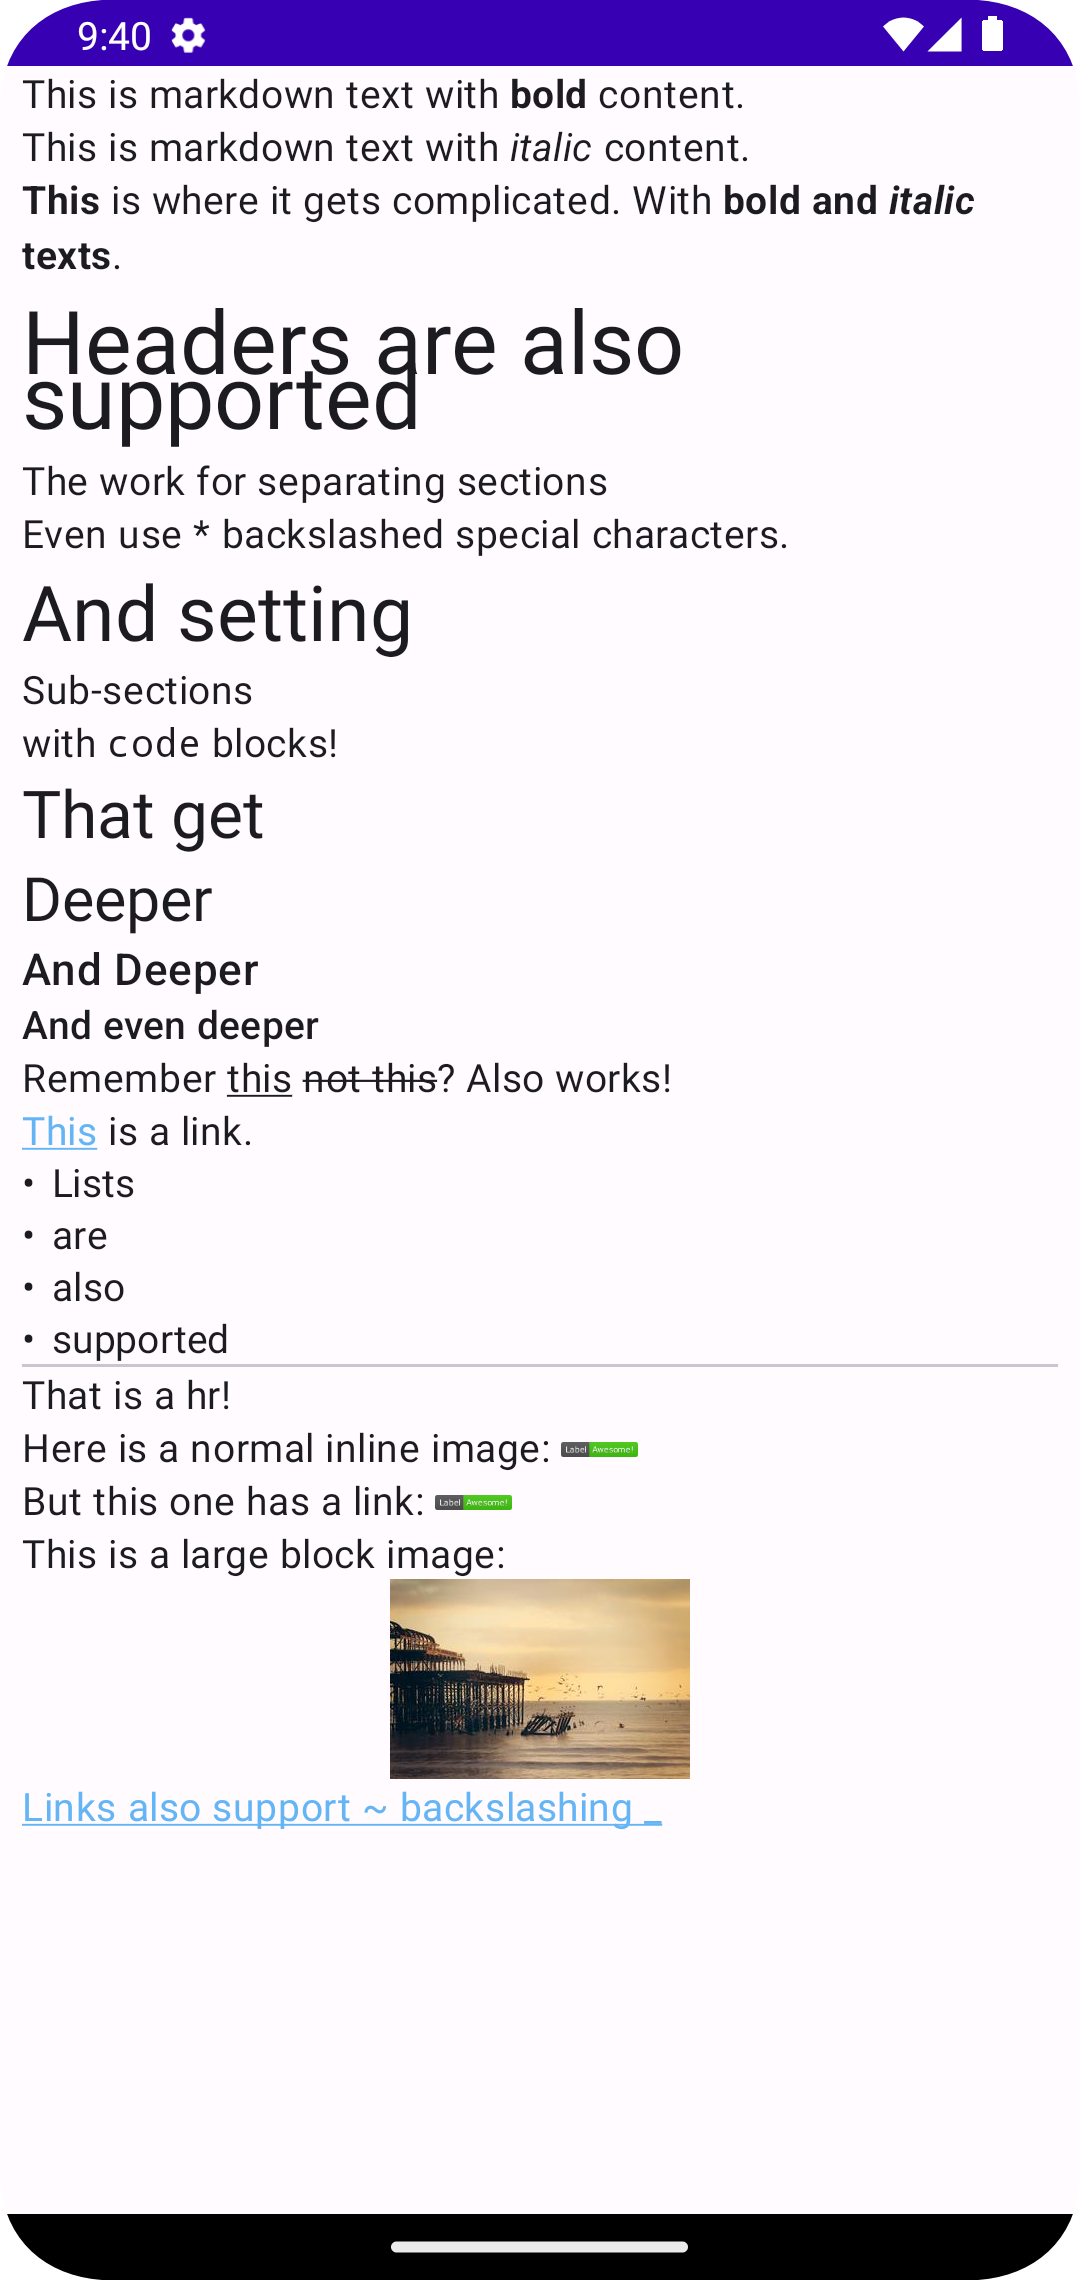 9:40
This is markdown text with bold content.
This is markdown text with italic content.
This is where it gets complicated. With bold and italic
texts.
Headers are also
supported
The work for separating sections
Even use * backslashed special characters.
And setting
Sub-sections
with code blocks!
That get
Deeper
And Deeper
And even deeper
Remember this not this? Also works!
This is a link.
• Lists
• are
• also
• supported
That is a hr!
Here is a normal inline image: Label Awesome!
But this one has a link: Label Awesome!
This is a large block image:
Links also support ~ backslashing _